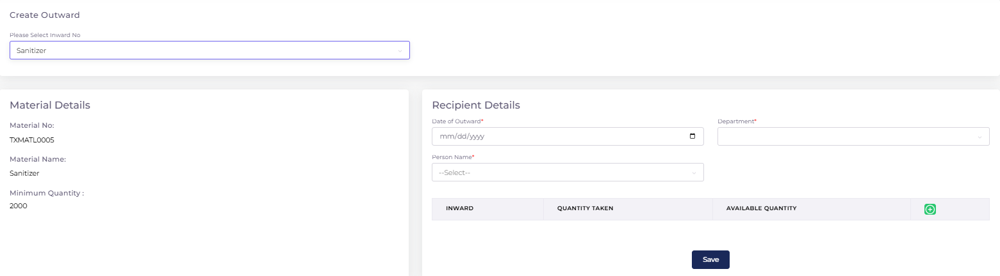 Create Outward
Please Select Inward No
Sanitizer
Material Details
Material No:
TXMATL0005
Material Name:
Sanitizer
Minimum Quantity :
2000
Recipient Details
Date of Outward* Department*
mm/dd/yyyy
Person Name*
--Select--
INWARD QUANTITY TAKEN AVAILABLE QUANTITY
Save